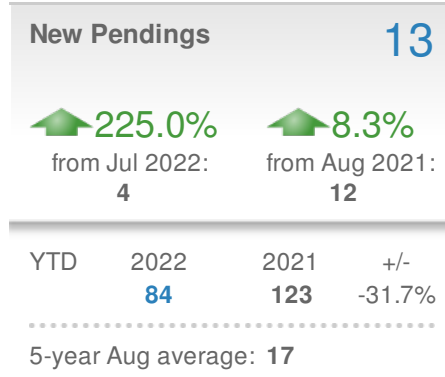 New Pendings 13
225.0% 8.3%
from Jul 2022: from Aug 2021:
4 12
YTD 2022 2021 +/-
84 123 -31.7%
5-year Aug average: 17